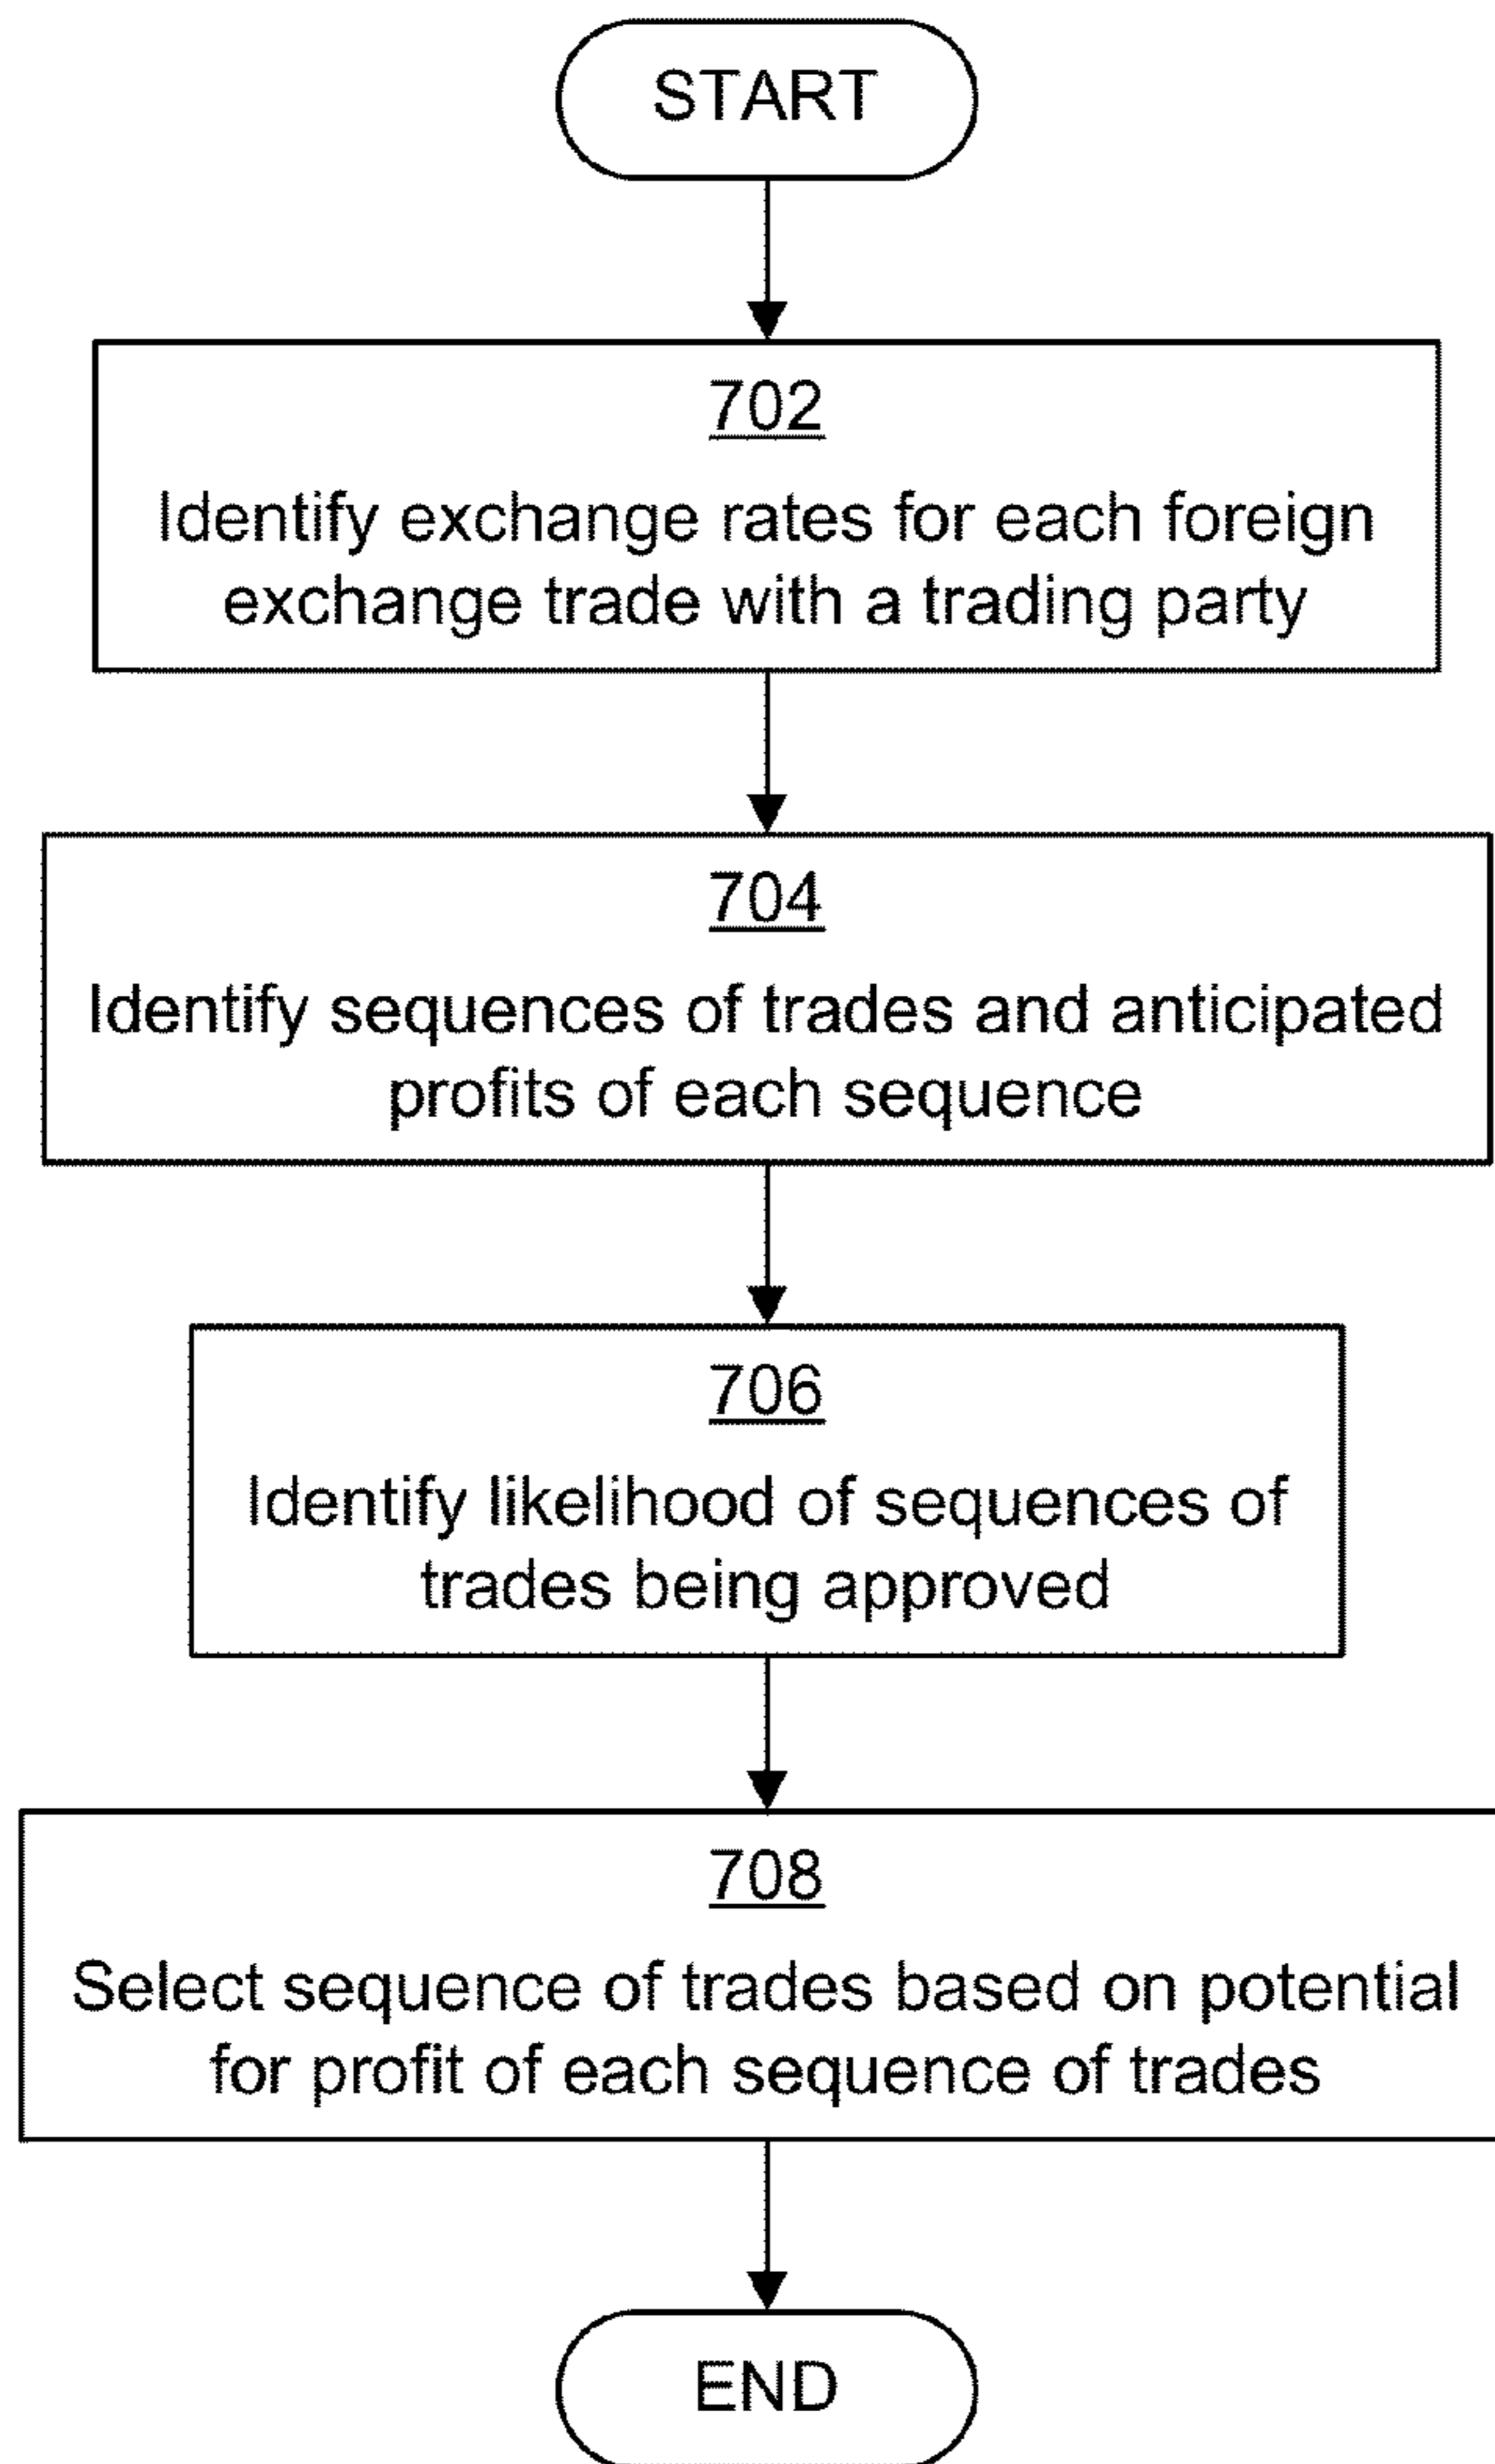 START
702
Identify exchange rates for each foreign
exchange trade with a trading party
704
Identify sequences of trades and anticipated
profits of each sequence
706
Identify likelihood of sequences of
trades being approved
708
Select sequence of trades based on potential
for profit of each sequence of trades
END